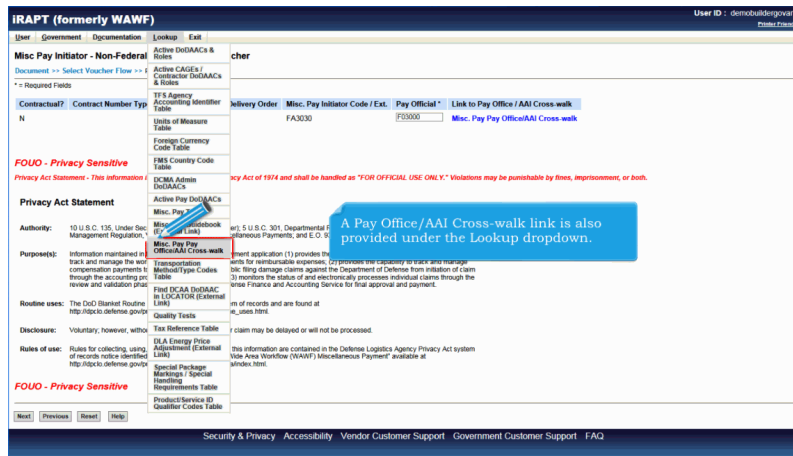 iRAPT (formerly WAWF)
User ID : demobuildergovar
Printer Friend
User Government Documentation Lookup Exit
Misc Pay Initiator - Non-Federal
cher
Document >> Select Voucher Flow >>
* = Required Fields
Contractual? Contract Number Typ
Delivery Order Misc. Pay Initiator Code / Ext. Pay Official * Link to Pay Office / AAI Cross-walk
N FA3030 F03000 Misc. Pay Pay Office/AAI Cross-walk
Active DoDAACs & Roles
Active CAGEs / Contractor DoDAACs & Roles
TFS Agency Accounting Identifier Table
Units of Measure Table
Foreign Currency Code Table
FMS Country Code Table
DCMA Admin DoDAACs
Active Pay DoDAACs
Misc. Pay
Misc. Guidebook (Link)
Misc. Pay Pay Office/AAI Cross-walk
Transportation Method/Type Codes Table
Find DCAA DoDAAC in LOCATOR (External Link)
Quality Tests
Tax Reference Table
DLA Energy Price Adjustment (External Link)
Special Package Markings / Special Handling Requirements Table
Product/Service ID Qualifier Codes Table
A Pay Office/AAI Cross-walk link is also
provided under the Lookup dropdown.
FOUO - Privacy Sensitive
Privacy Act Statement - This information
acy Act of 1974 and shall be handled as "FOR OFFICIAL USE ONLY." Violations may be punishable by fines, imprisonment, or both.
Privacy Act Statement
Authority: 10 U.S.C. 135, Under Sec
er); 5 U.S.C. 301, Departmental
Management Regulation,
cellaneous Payments; and E.O. 9
Purpose(s): Information maintained in
yment application (1) provides the
track and manage the wor
ents for reimbursable expenses; (2) provides the capability to track and manage
compensation payments to
blic filing damage claims against the Department of Defense from initiation of claim
through the accounting pro
3) monitors the status of and electronically processes individual claims through the
review and validation phas
ense Finance and Accounting Service for final approval and payment.
Routine uses: The DoD Blanket Routine
em of records and are found at
http://dpclo.defense.gov/p
e_uses.html.
Disclosure: Voluntary; however, witho
r claim may be delayed or will not be processed.
Rules of use: Rules for collecting, using,
this information are contained in the Defense Logistics Agency Privacy Act system
of records notice identified
Wide Area Workflow (WAWF) Miscellaneous Payment" available at
http://dpclo.defense.gov/p
a/index.html.
FOUO - Privacy Sensitive
Next Previous Reset Help
Security & Privacy Accessibility Vendor Customer Support Government Customer Support FAQ